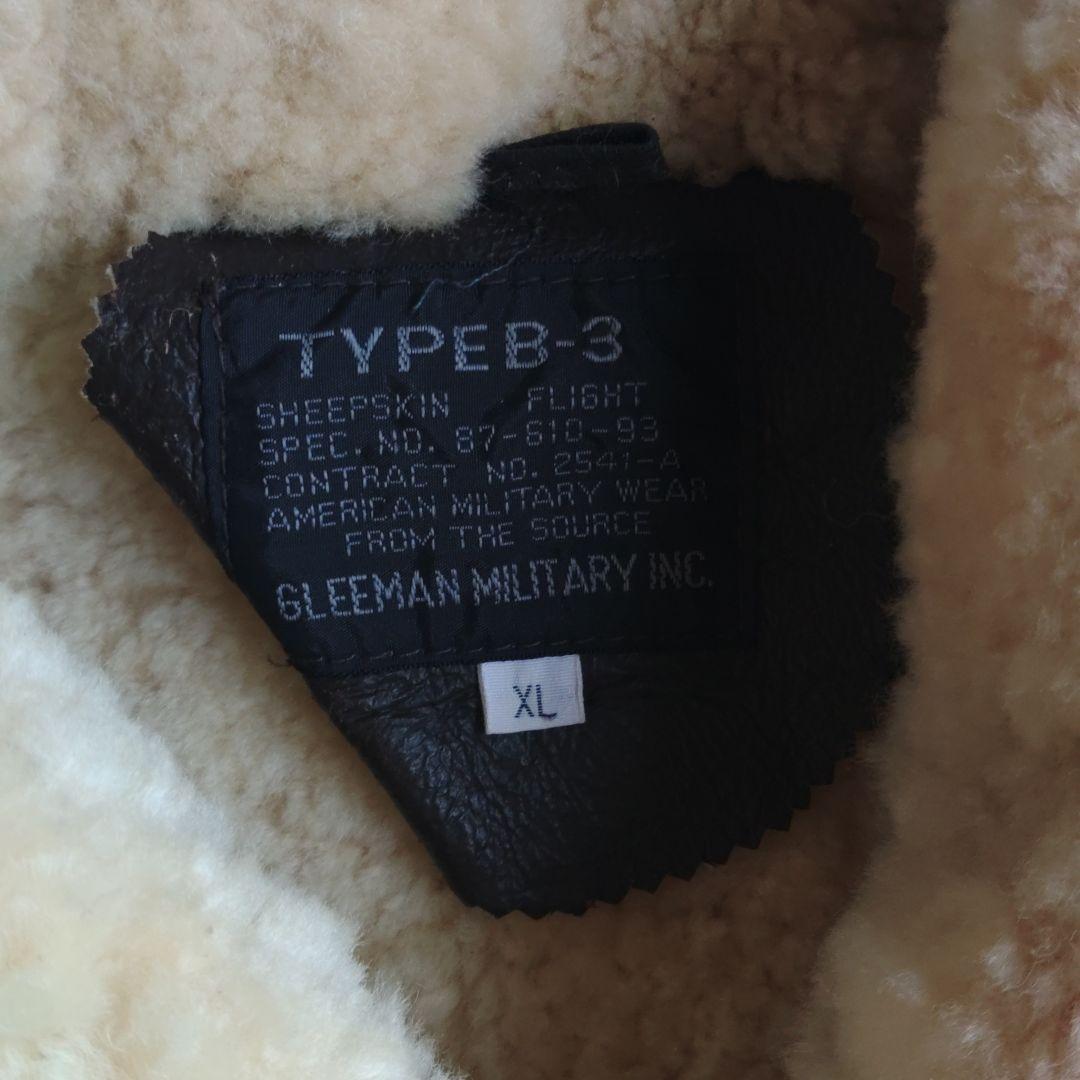 TYPE B-3
SHEEPSKIN FLIGHT
SPEC. NO. 87-610-93
CONTRACT NO. 2541-A
AMERICAN MILITARY WEAR
FROM THE SOURCE
GLEEMAN MILITARY INC.
XL